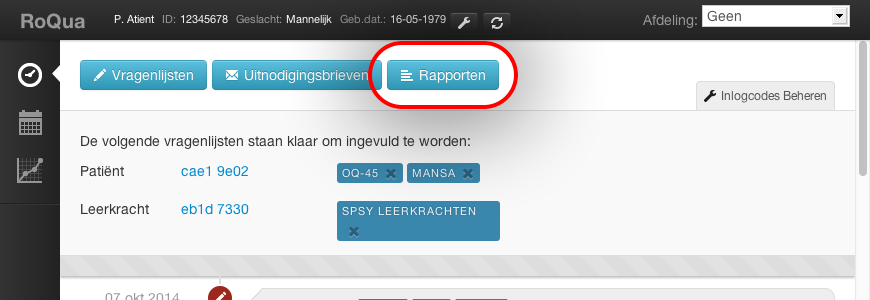 RoQua P. Atient ID: 12345678 Geslacht: Mannelijk Geb.dat.: 16-05-1979 Afdeling: Geen
Vragenlijsten Uitnodigingsbrieven Rapporten
Inlogcodes Beheren
De volgende vragenlijsten staan klaar om ingevuld te worden:
Patiënt cae1 9e02 OQ-45 MANSA
Leerkracht eb1d 7330 SPSY LEERKRACHTEN
07 okt 2014